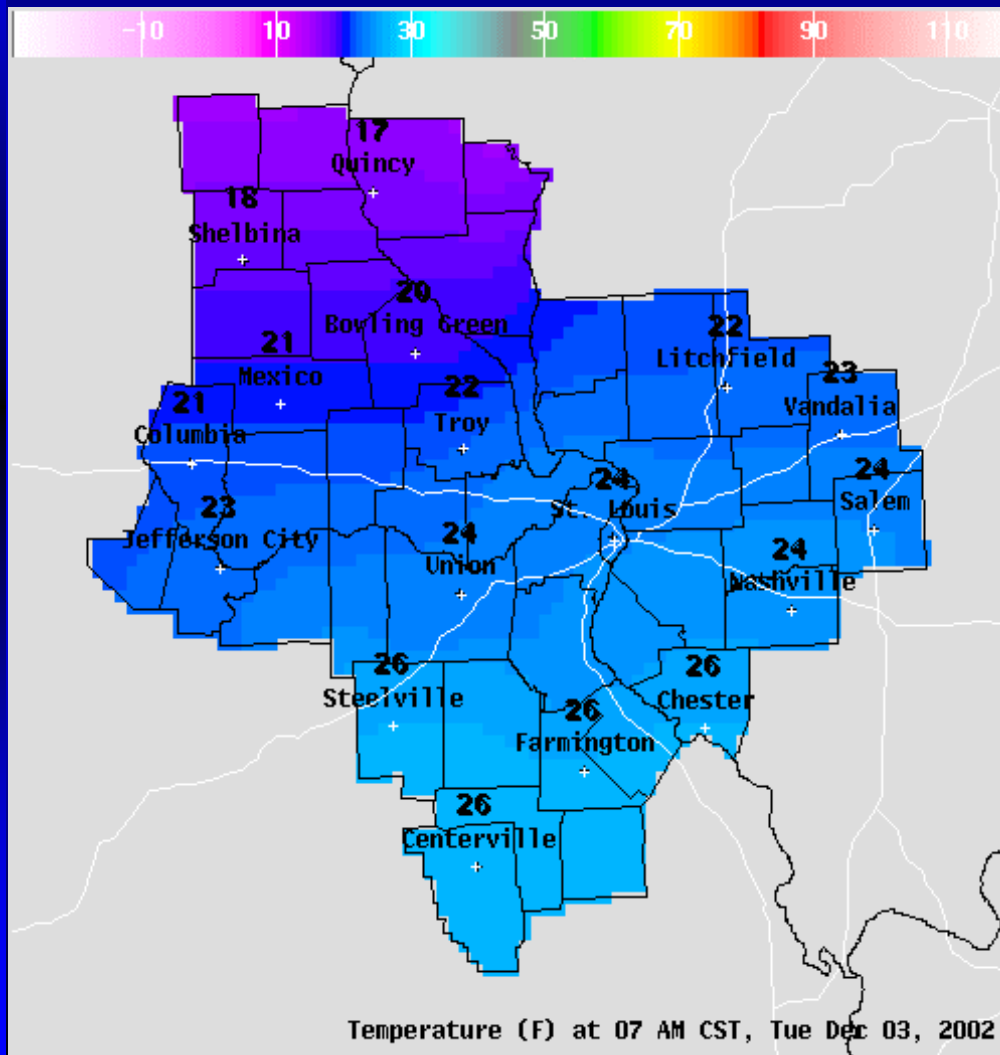 -10 10 30 50 70 90 110
17
Quincy
18
Shelbina
20
Bowling Green
21
Mexico
22
Litchfield
23
Vandalia
21
Columbia
22
Troy
24
St. Louis
24
Salem
23
Jefferson City
24
Union
24
Nashville
26
Steelville
26
Chester
26
Farmington
26
Centerville
Temperature (F) at 07 AM CST, Tue Dec 03, 2002